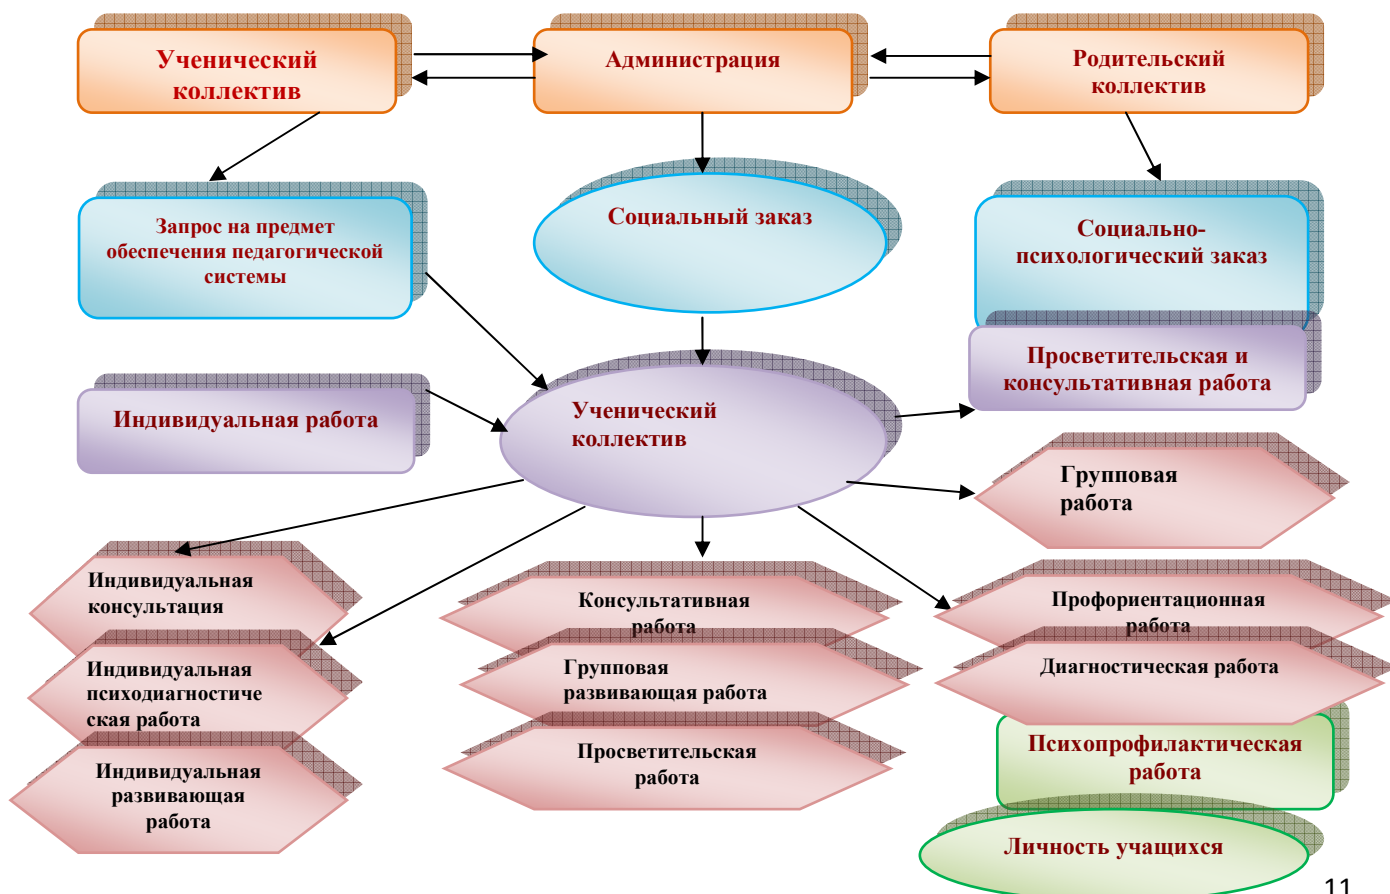 Ученический
коллектив
Администрация
Родительский
коллектив
Запрос на предмет
обеспечения педагогической
системы
Социальный заказ
Социально-
психологический заказ
Просветительская и
консультативная работа
Индивидуальная работа
Ученический
коллектив
Групповая
работа
Индивидуальная
консультация
Консультативная
работа
Профориентационная
работа
Индивидуальная
психодиагностиче
ская работа
Групповая
развивающая работа
Диагностическая работа
Индивидуальная
развивающая
работа
Просветительская
работа
Психопрофилактическая
работа
Личность учащихся
11